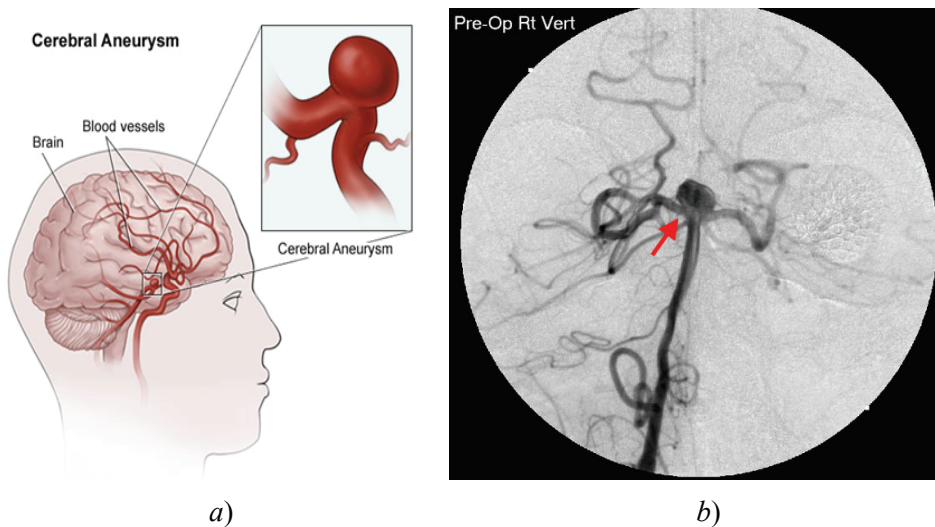 Cerebral Aneurysm
Blood vessels
Brain
Cerebral Aneurysm
Pre-Op Rt Vert
a)
b)